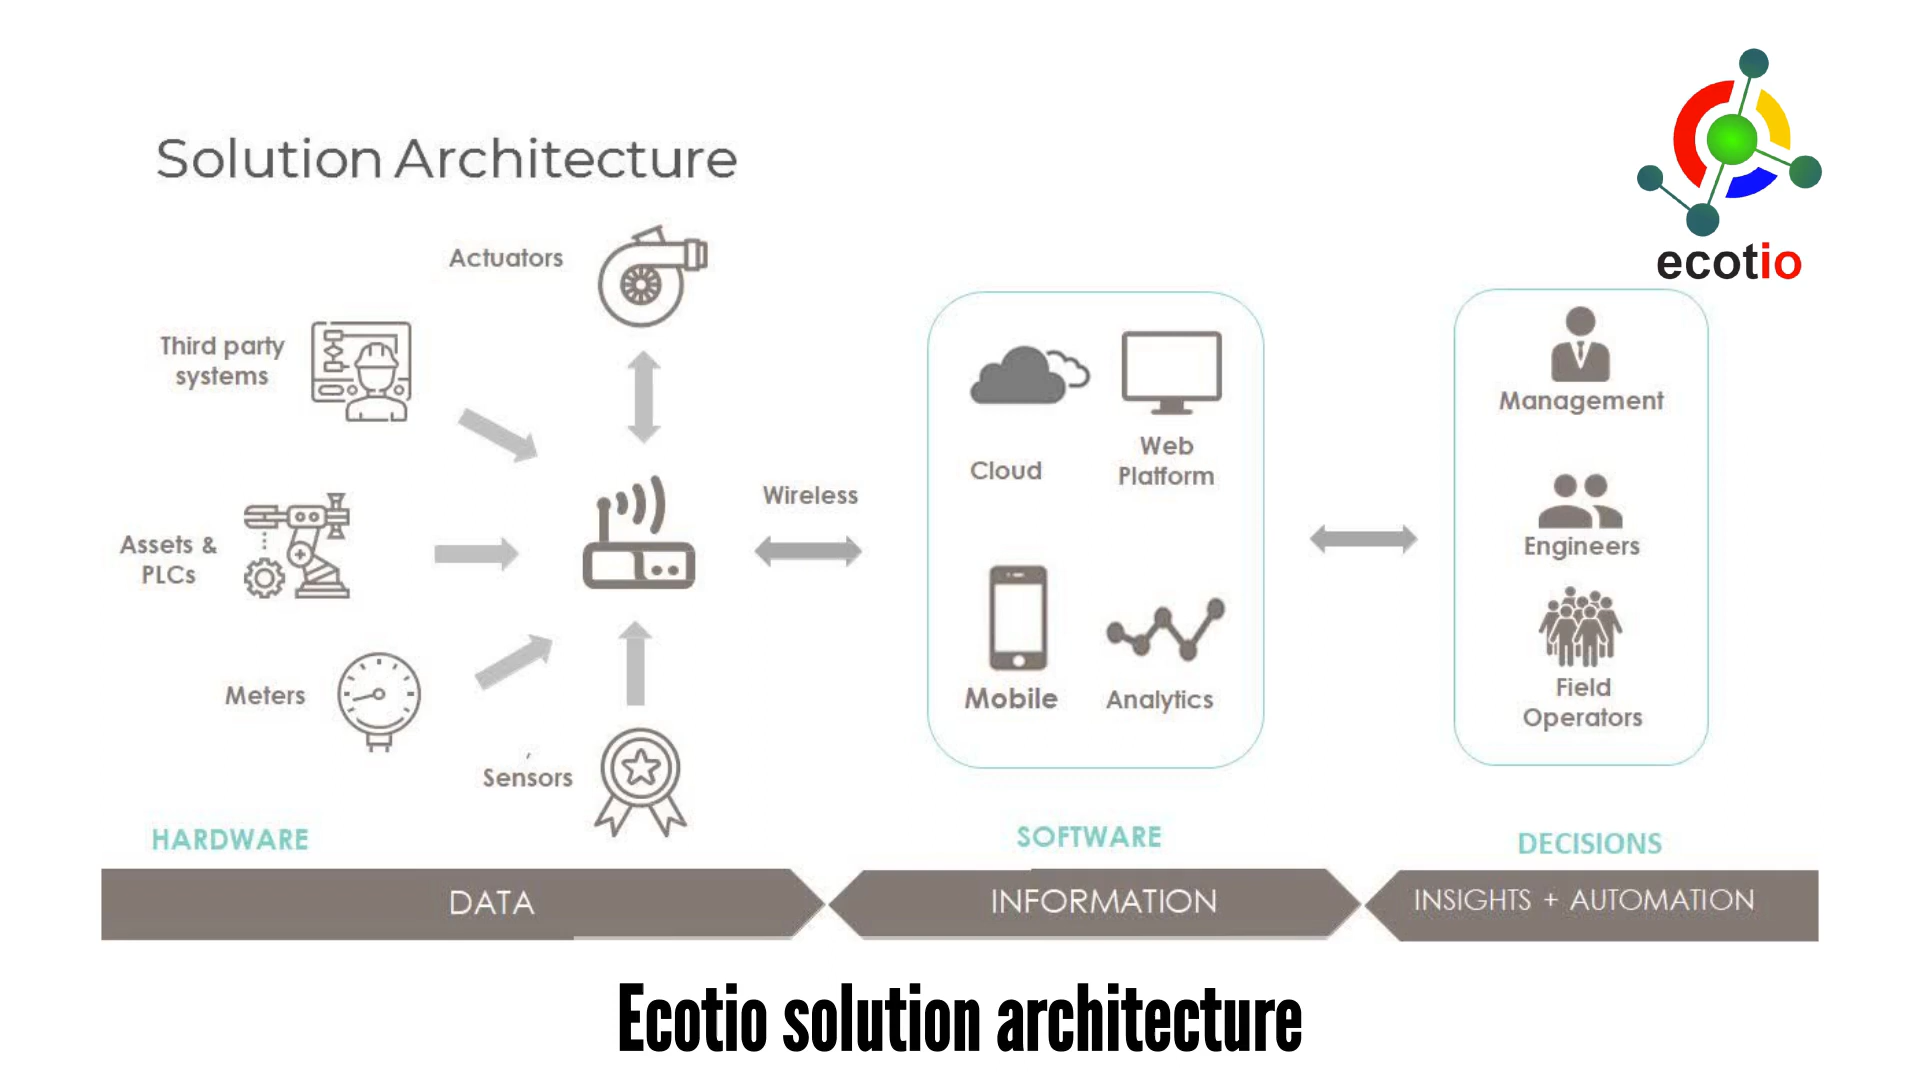 Solution Architecture
ecotio
Actuators
Third party
systems
Assets &
PLCs
Meters
Sensors
Wireless
Cloud
Web
Platform
Mobile
Analytics
Management
Engineers
Field
Operators
HARDWARE
SOFTWARE
DECISIONS
DATA
INFORMATION
INSIGHTS + AUTOMATION
Ecotio solution architecture